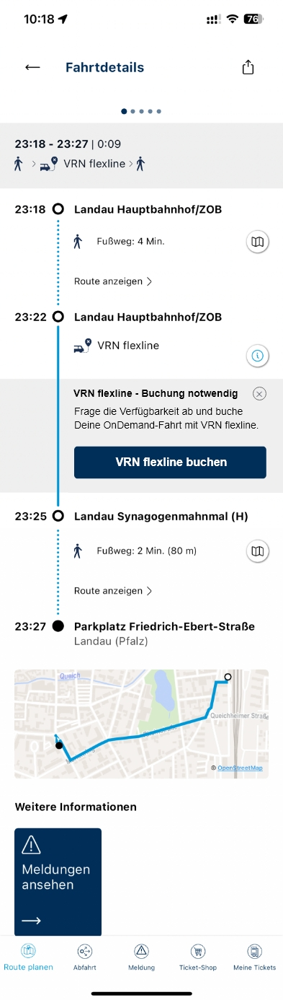 10:18
76
Fahrtdetails
23:18 - 23:27 | 0:09
VRN flexline
23:18 Landau Hauptbahnhof/ZOB
Fußweg: 4 Min.
Route anzeigen
23:22 Landau Hauptbahnhof/ZOB
VRN flexline
VRN flexline - Buchung notwendig
Frage die Verfügbarkeit ab und buche
Deine OnDemand-Fahrt mit VRN flexline.
VRN flexline buchen
23:25 Landau Synagogenmahnmal (H)
Fußweg: 2 Min. (80 m)
Route anzeigen
23:27 Parkplatz Friedrich-Ebert-Straße
Landau (Pfalz)
Queich
Queichheimer Straße
© OpenStreetMap
Weitere Informationen
Meldungen
ansehen
Route planen Abfahrt Meldung Ticket-Shop Meine Tickets